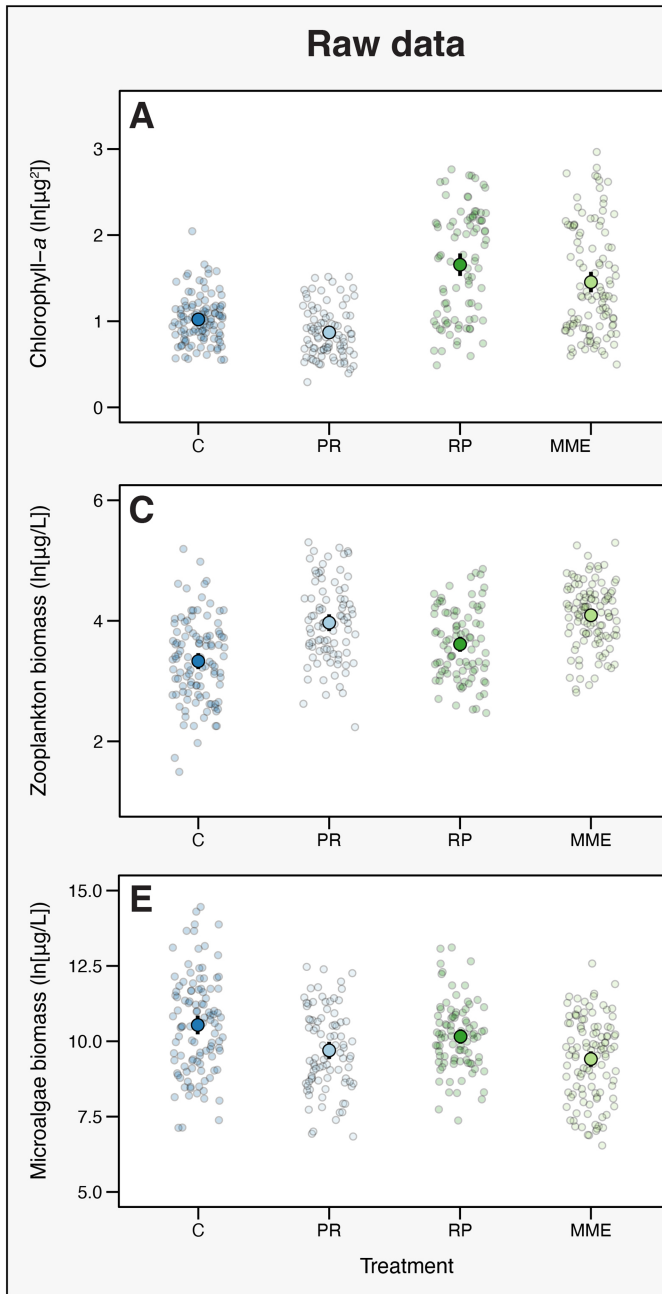 Raw data
A
Chlorophyll−a (ln[µg²])
3
2
1
0
C PR RP MME
C
Zooplankton biomass (ln[µg/L])
6
4
2
C PR RP MME
E
Microalgae biomass (ln[µg/L])
15.0
12.5
10.0
7.5
5.0
C PR RP MME
Treatment